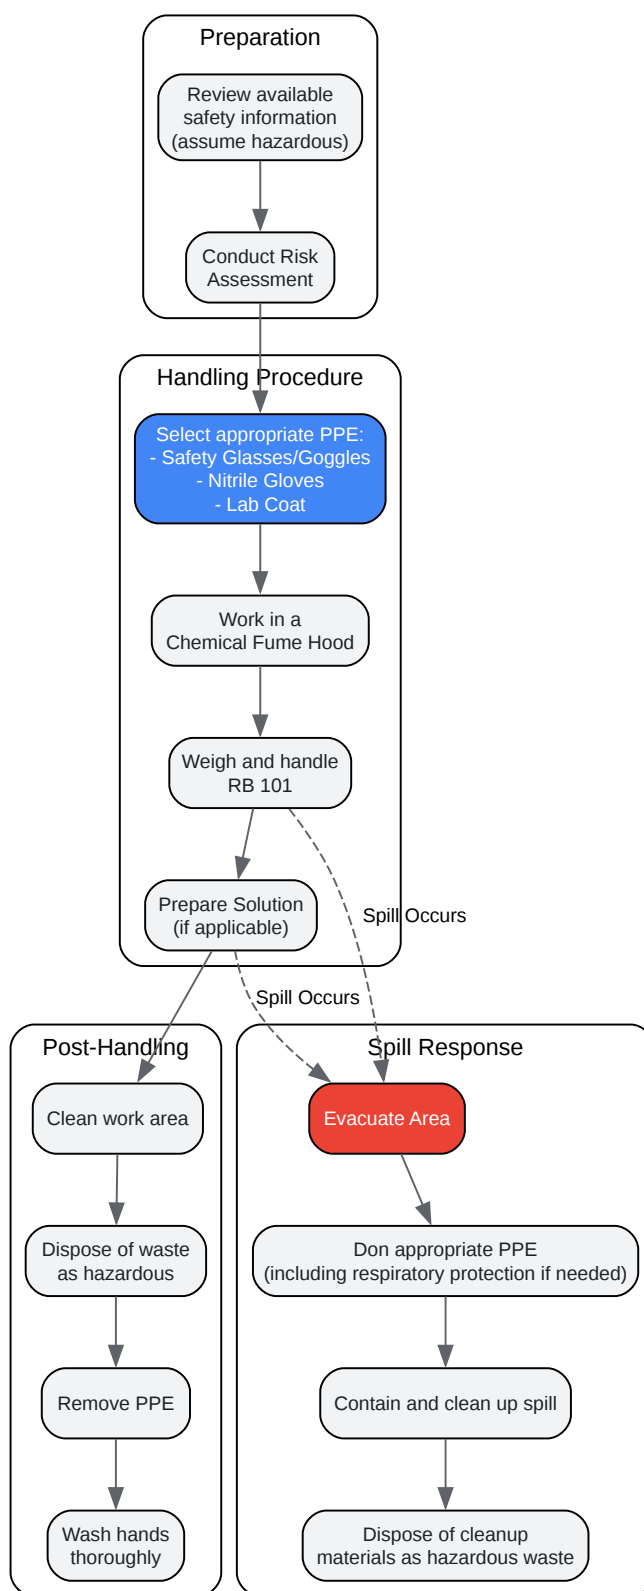 Preparation
Review available
safety information
(assume hazardous)
Conduct Risk
Assessment
Handling Procedure
Select appropriate PPE:
- Safety Glasses/Goggles
- Nitrile Gloves
- Lab Coat
Work in a
Chemical Fume Hood
Weigh and handle
RB 101
Prepare Solution
(if applicable)
Spill Occurs
Spill Occurs
Post-Handling
Clean work area
Dispose of waste
as hazardous
Remove PPE
Wash hands
thoroughly
Spill Response
Evacuate Area
Don appropriate PPE
(including respiratory protection if needed)
Contain and clean up spill
Dispose of cleanup
materials as hazardous waste